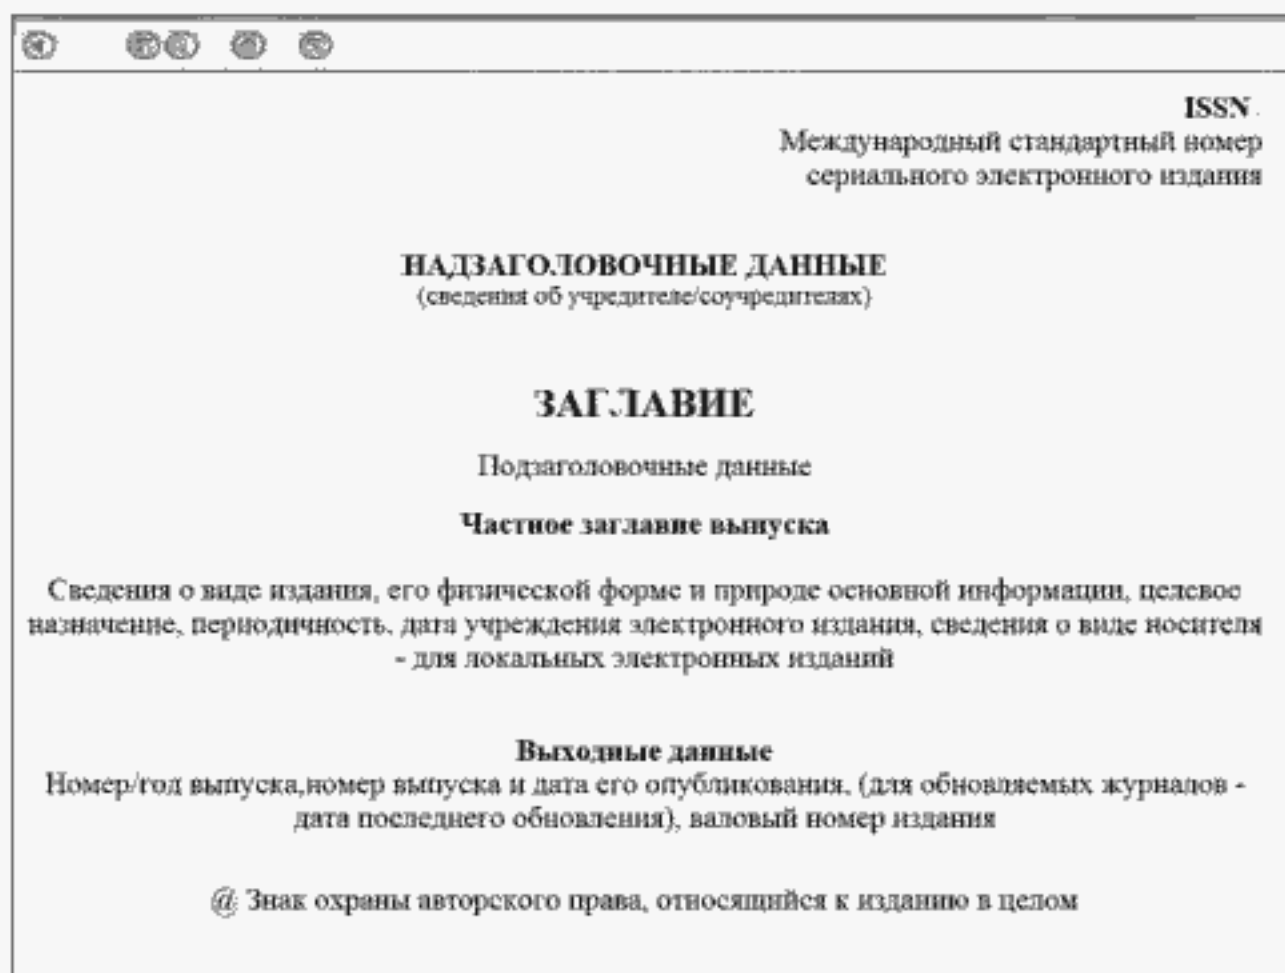 ISSN
Международный стандартный номер
сериального электронного издания
НАДЗАГОЛОВОЧНЫЕ ДАННЫЕ
(сведения об учредителе/соучредителях)
ЗАГЛАВИЕ
Подзаголовочные данные
Частное заглавие выпуска
Сведения о виде издания, его физической форме и природе основной информации, целевое
назначение, периодичность, дата учреждения электронного издания, сведения о виде носителя
- для локальных электронных изданий
Выходные данные
Номер/год выпуска,номер выпуска и дата его опубликования, (для обновляемых журналов -
дата последнего обновления), валовый номер издания
@ Знак охраны авторского права, относящийся к изданию в целом